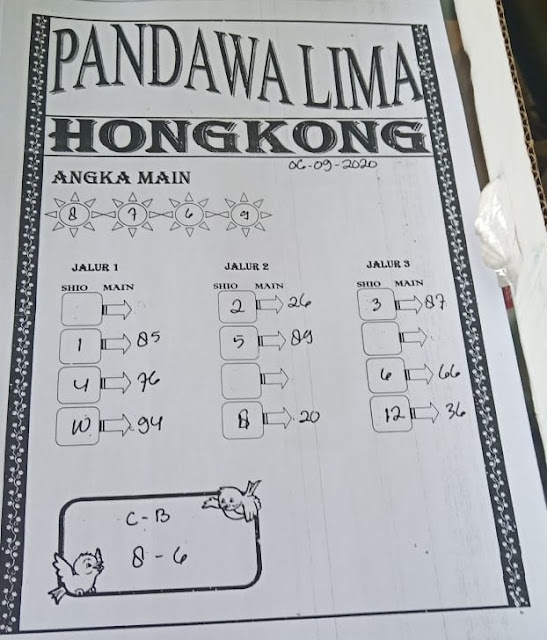 PANDAWA LIMA
HONGKONG
06-09-2020
ANGKA MAIN
8 7 6 9
JALUR 1 JALUR 2 JALUR 3
SHIO MAIN SHIO MAIN SHIO MAIN
2 26 3 87
1 85 5 89
4 76 6 66
10 94 8 20 12 36
C-B
8-6